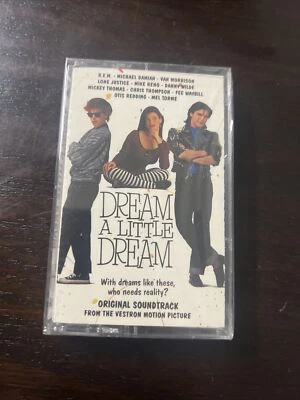 R.E.M. · MICHAEL DAMIAN · VAN MORRISON
LONE JUSTICE · MIKE RENO · DANNY WILDE
MICKEY THOMAS · CHRIS THOMPSON · FEE WAYBILL
OTIS REDDING · MEL TORME
DREAM
A LITTLE
DREAM
With dreams like these,
who needs reality?
ORIGINAL SOUNDTRACK
FROM THE VESTRON MOTION PICTURE